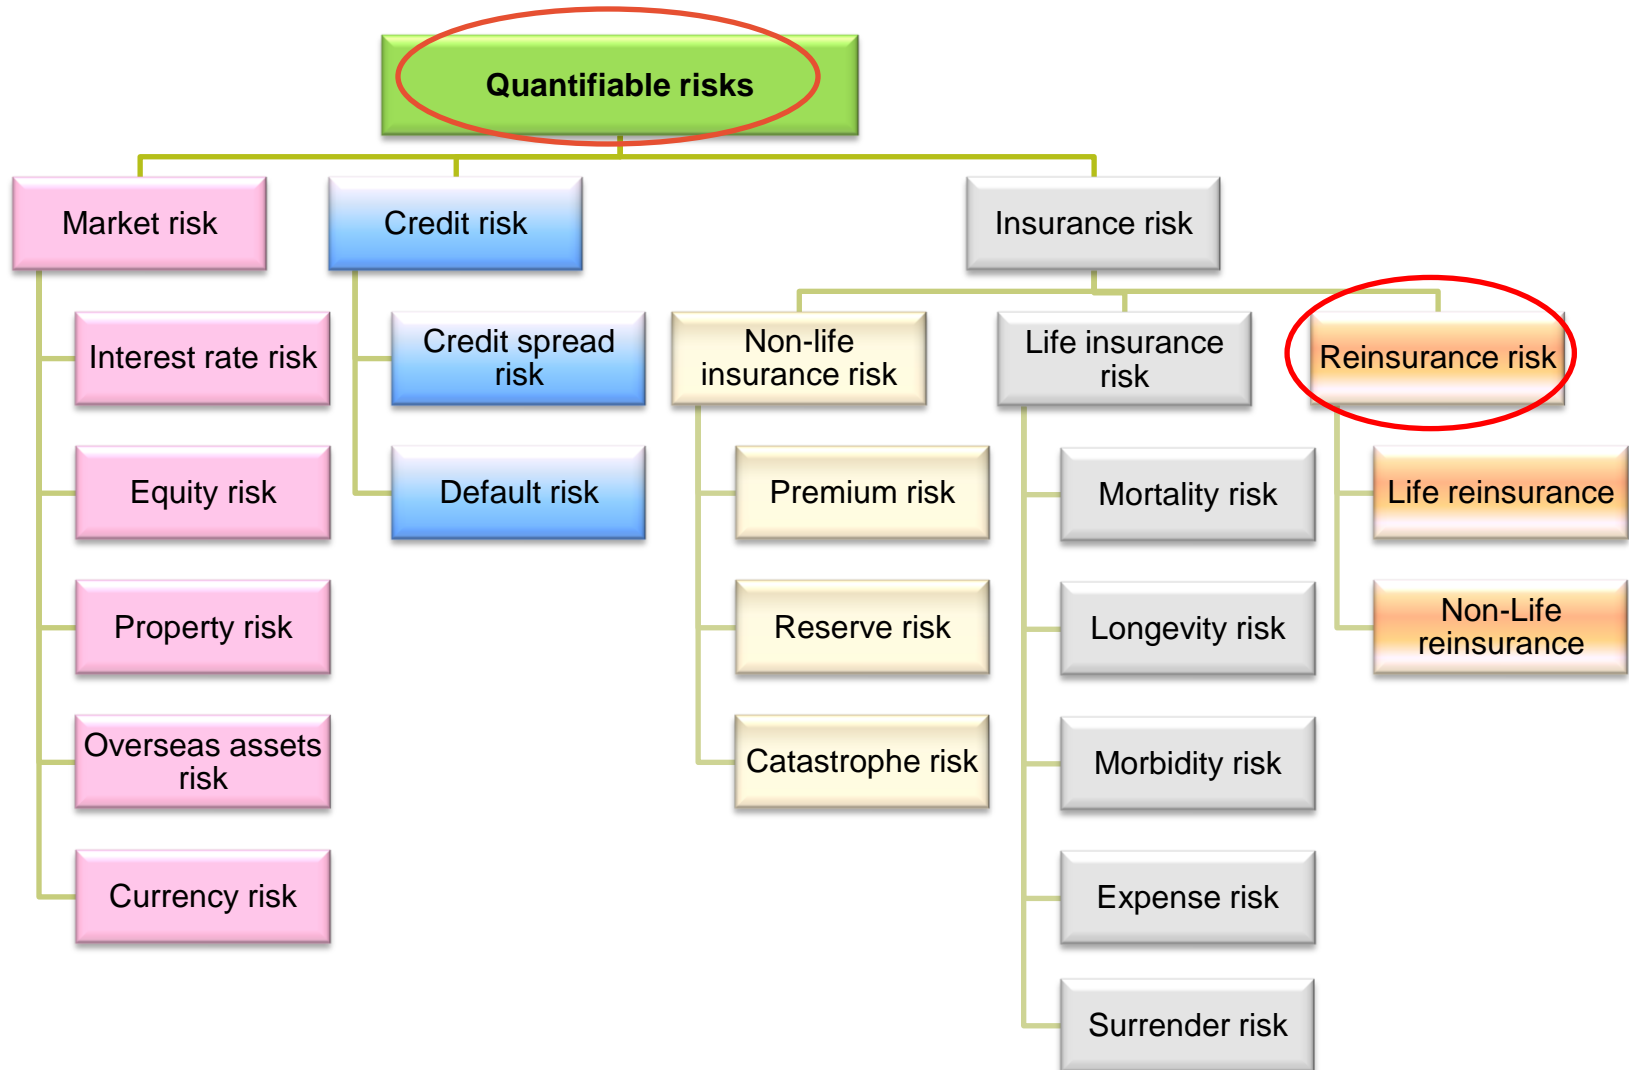 Quantifiable risks
Market risk
Credit risk
Insurance risk
Interest rate risk
Equity risk
Property risk
Overseas assets
risk
Currency risk
Credit spread
risk
Default risk
Non-life
insurance risk
Premium risk
Reserve risk
Catastrophe risk
Life insurance
risk
Mortality risk
Longevity risk
Morbidity risk
Expense risk
Surrender risk
Reinsurance risk
Life reinsurance
Non-Life
reinsurance